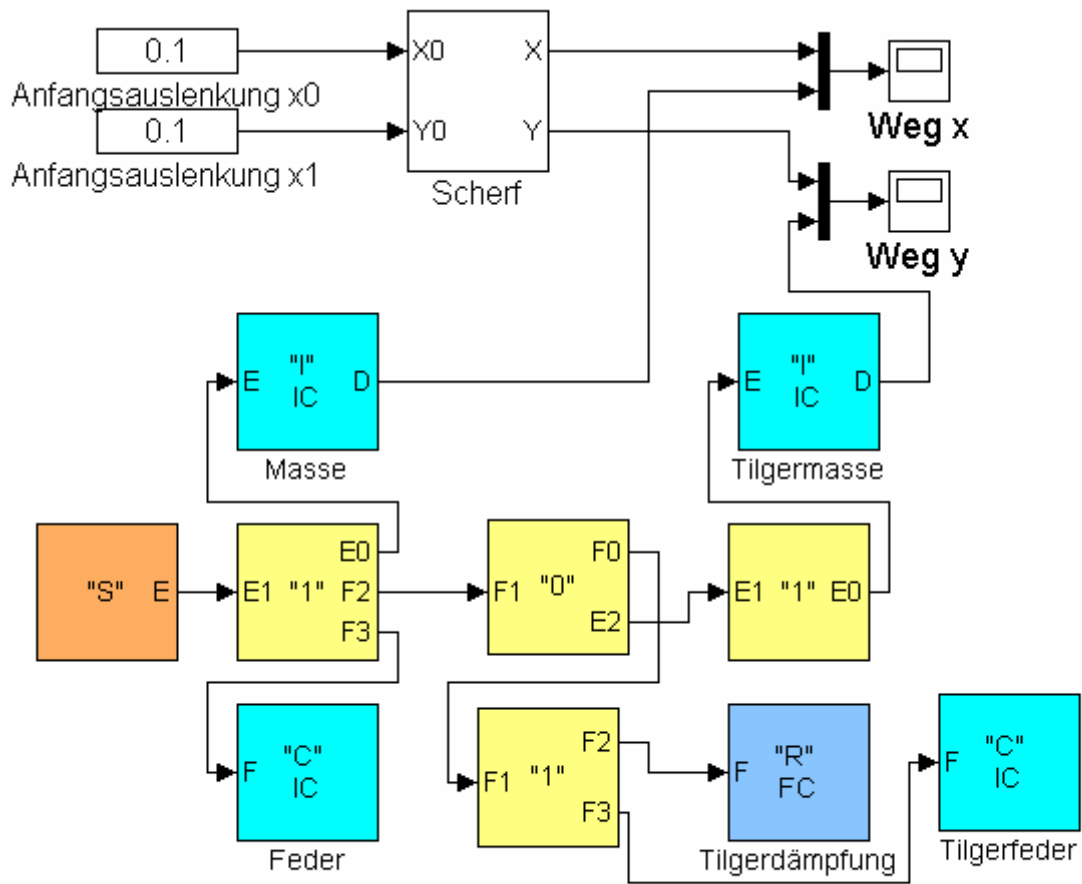 0.1
Anfangsauslenkung x0
0.1
Anfangsauslenkung x1
X0 X
Y0 Y
Scherf
Weg x
Weg y
E "I" IC D
Masse
E "I" IC D
Tilgermasse
"S" E
E1 "1" E0 F2 F3
F1 "0" F0 E2
E1 "1" E0
F "C" IC
Feder
F1 "1" F2 F3
F "R" FC
Tilgerdämpfung
F "C" IC
Tilgerfeder